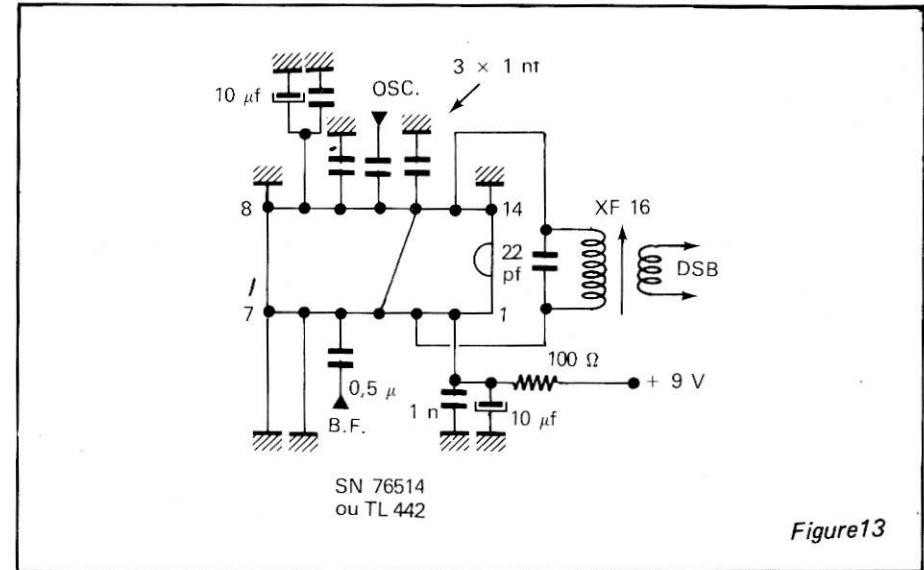 3 × 1 nf
10 µf
OSC.
8
14
XF 16
22
pf
DSB
7
1
100 Ω
+ 9 V
0,5 µ
1 n
10 µf
B.F.
SN 76514
ou TL 442
Figure13